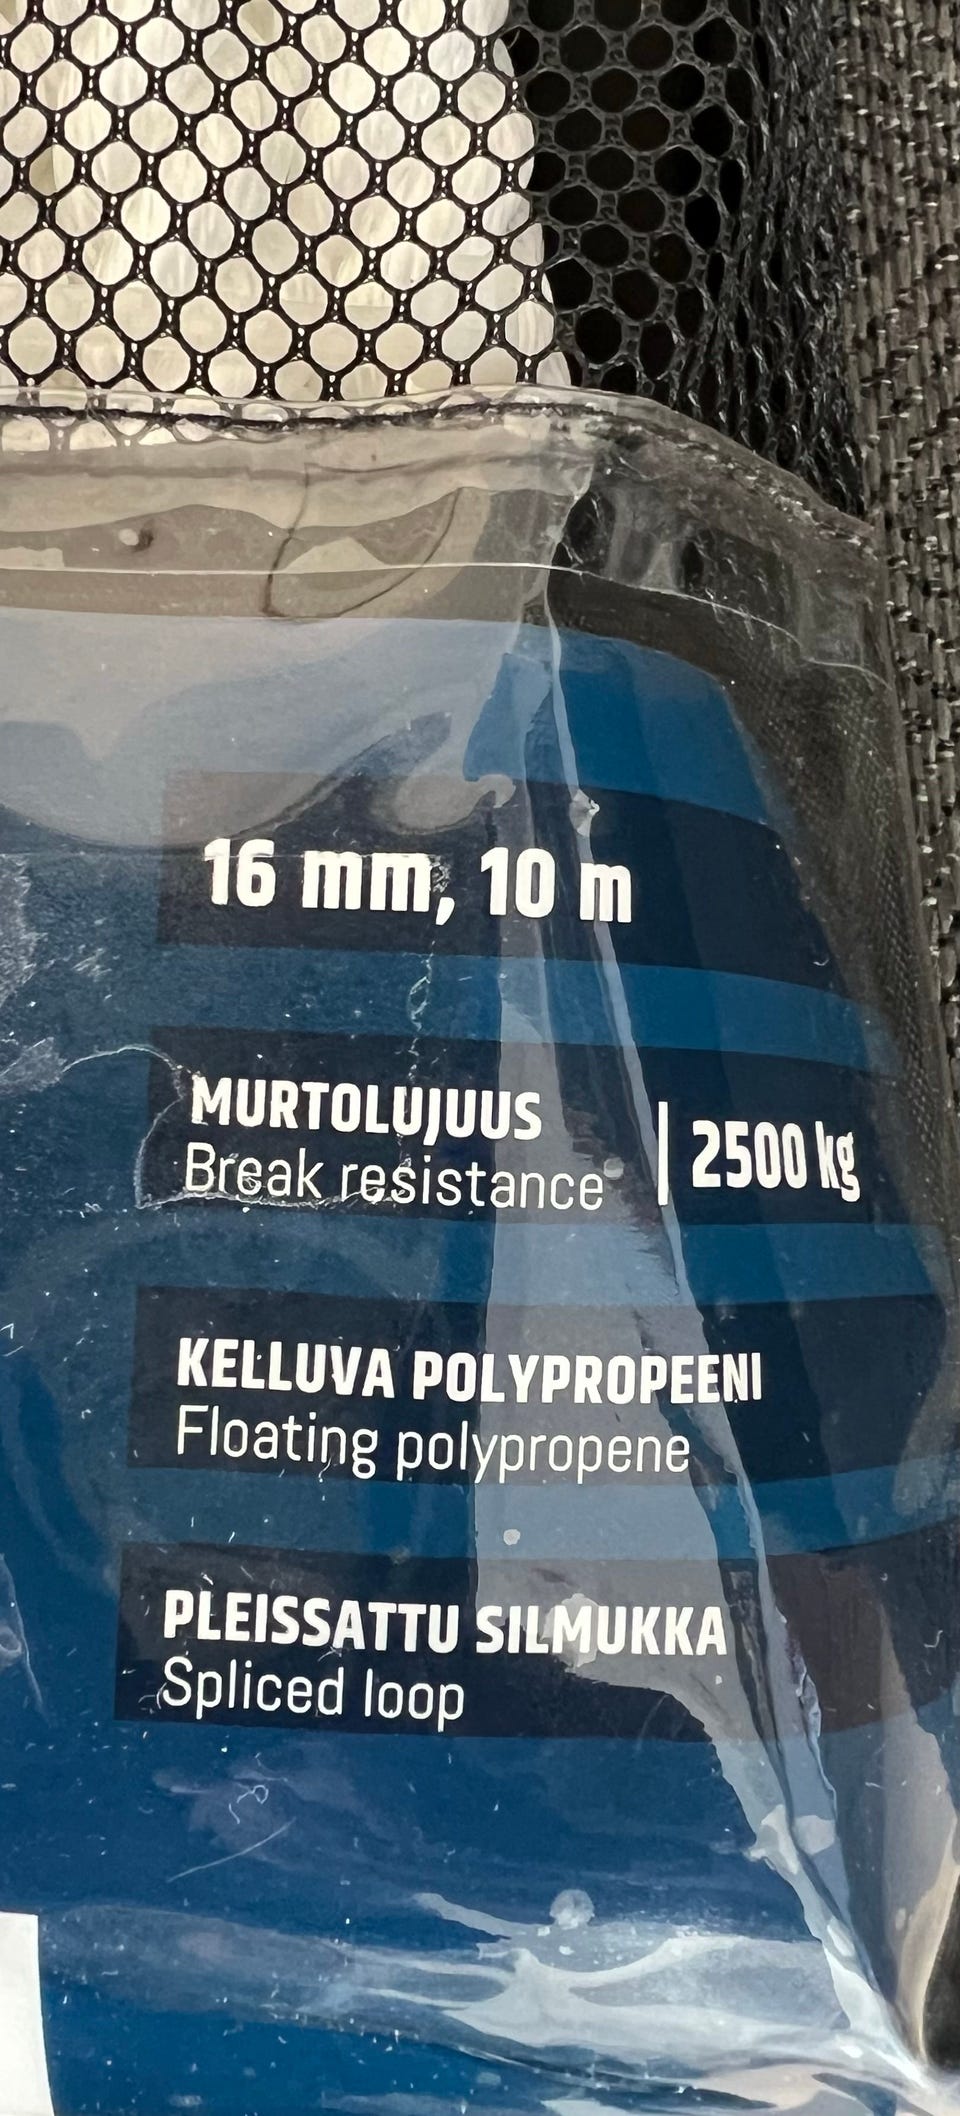 16 mm, 10 m
MURTOLUJUUS
Break resistance
2500 kg
KELLUVA POLYPROPEENI
Floating polypropene
PLEISSATTU SILMUKKA
Spliced loop